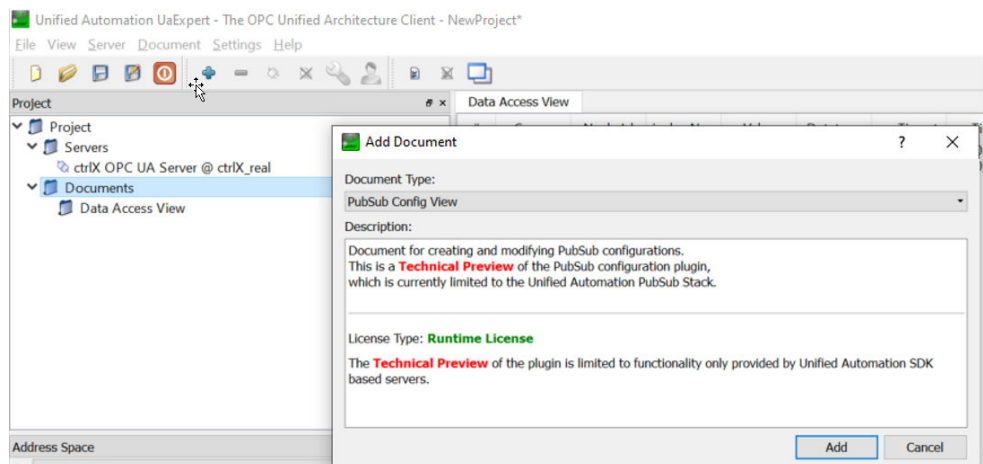 Unified Automation UaExpert - The OPC Unified Architecture Client - NewProject*
File View Server Document Settings Help
Project
Data Access View
Project
Servers
ctrlX OPC UA Server @ ctrlX_real
Documents
Data Access View
Add Document
Document Type:
PubSub Config View
Description:
Document for creating and modifying PubSub configurations.
This is a Technical Preview of the PubSub configuration plugin,
which is currently limited to the Unified Automation PubSub Stack.
License Type: Runtime License
The Technical Preview of the plugin is limited to functionality only provided by Unified Automation SDK
based servers.
Add Cancel
Address Space